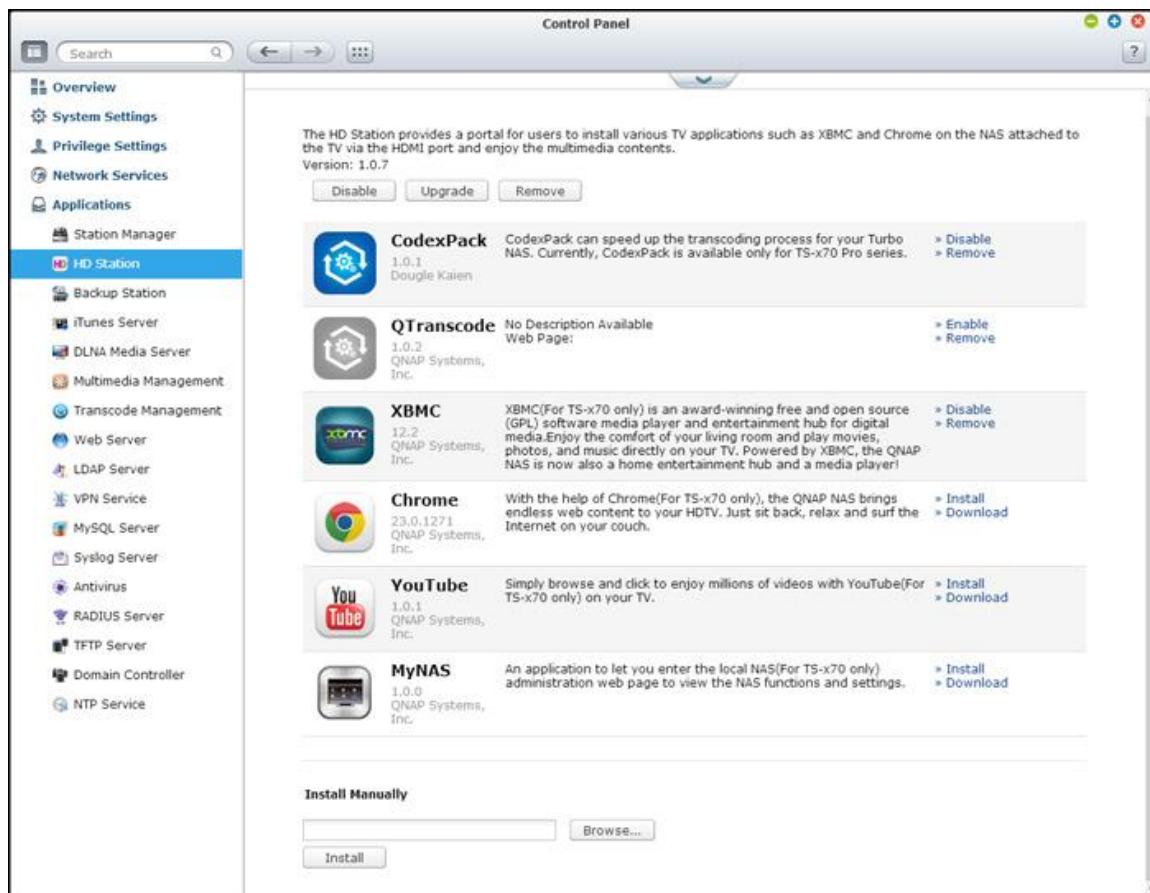 Control Panel
Search
?
Overview
System Settings
Privilege Settings
Network Services
Applications
Station Manager
HD HD Station
Backup Station
iTunes Server
DLNA Media Server
Multimedia Management
Transcode Management
Web Server
LDAP Server
VPN Service
MySQL Server
Syslog Server
Antivirus
RADIUS Server
TFTP Server
Domain Controller
NTP Service
The HD Station provides a portal for users to install various TV applications such as XBMC and Chrome on the NAS attached to
the TV via the HDMI port and enjoy the multimedia contents.
Version: 1.0.7
Disable Upgrade Remove
CodexPack
1.0.1
Dougle Kaien
CodexPack can speed up the transcoding process for your Turbo
NAS. Currently, CodexPack is available only for TS-x70 Pro series.
» Disable
» Remove
QTranscode
1.0.2
QNAP Systems,
Inc.
No Description Available
Web Page:
» Enable
» Remove
xbmc
XBMC
12.2
QNAP Systems,
Inc.
XBMC(For TS-x70 only) is an award-winning free and open source
(GPL) software media player and entertainment hub for digital
media.Enjoy the comfort of your living room and play movies,
photos, and music directly on your TV. Powered by XBMC, the QNAP
NAS is now also a home entertainment hub and a media player!
» Disable
» Remove
Chrome
23.0.1271
QNAP Systems,
Inc.
With the help of Chrome(For TS-x70 only), the QNAP NAS brings
endless web content to your HDTV. Just sit back, relax and surf the
Internet on your couch.
» Install
» Download
You
Tube
YouTube
1.0.1
QNAP Systems,
Inc.
Simply browse and click to enjoy millions of videos with YouTube(For
TS-x70 only) on your TV.
» Install
» Download
MyNAS
1.0.0
QNAP Systems,
Inc.
An application to let you enter the local NAS(For TS-x70 only)
administration web page to view the NAS functions and settings.
» Install
» Download
Install Manually
Browse...
Install